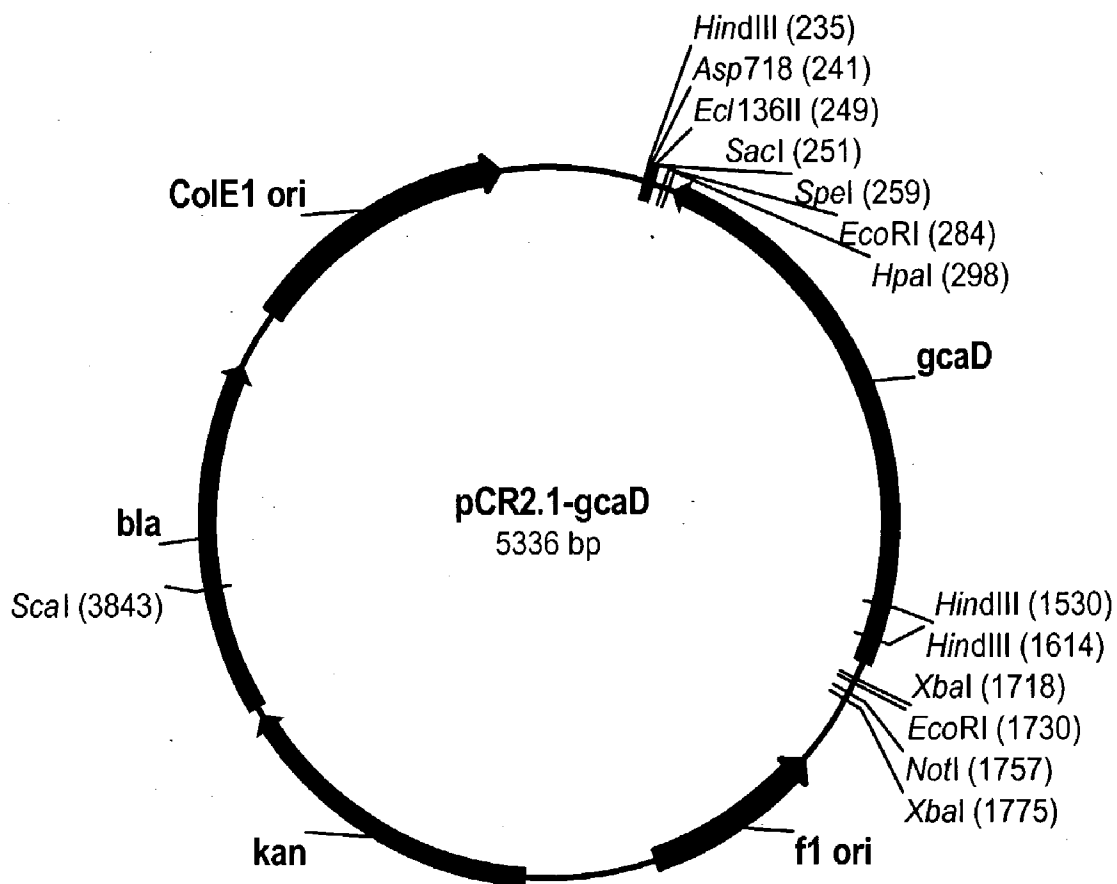 HindIII (235)
Asp718 (241)
Ecl136II (249)
SacI (251)
SpeI (259)
EcoRI (284)
HpaI (298)
ColE1 ori
gcaD
pCR2.1-gcaD
5336 bp
bla
ScaI (3843)
HindIII (1530)
HindIII (1614)
XbaI (1718)
EcoRI (1730)
NotI (1757)
XbaI (1775)
kan
f1 ori